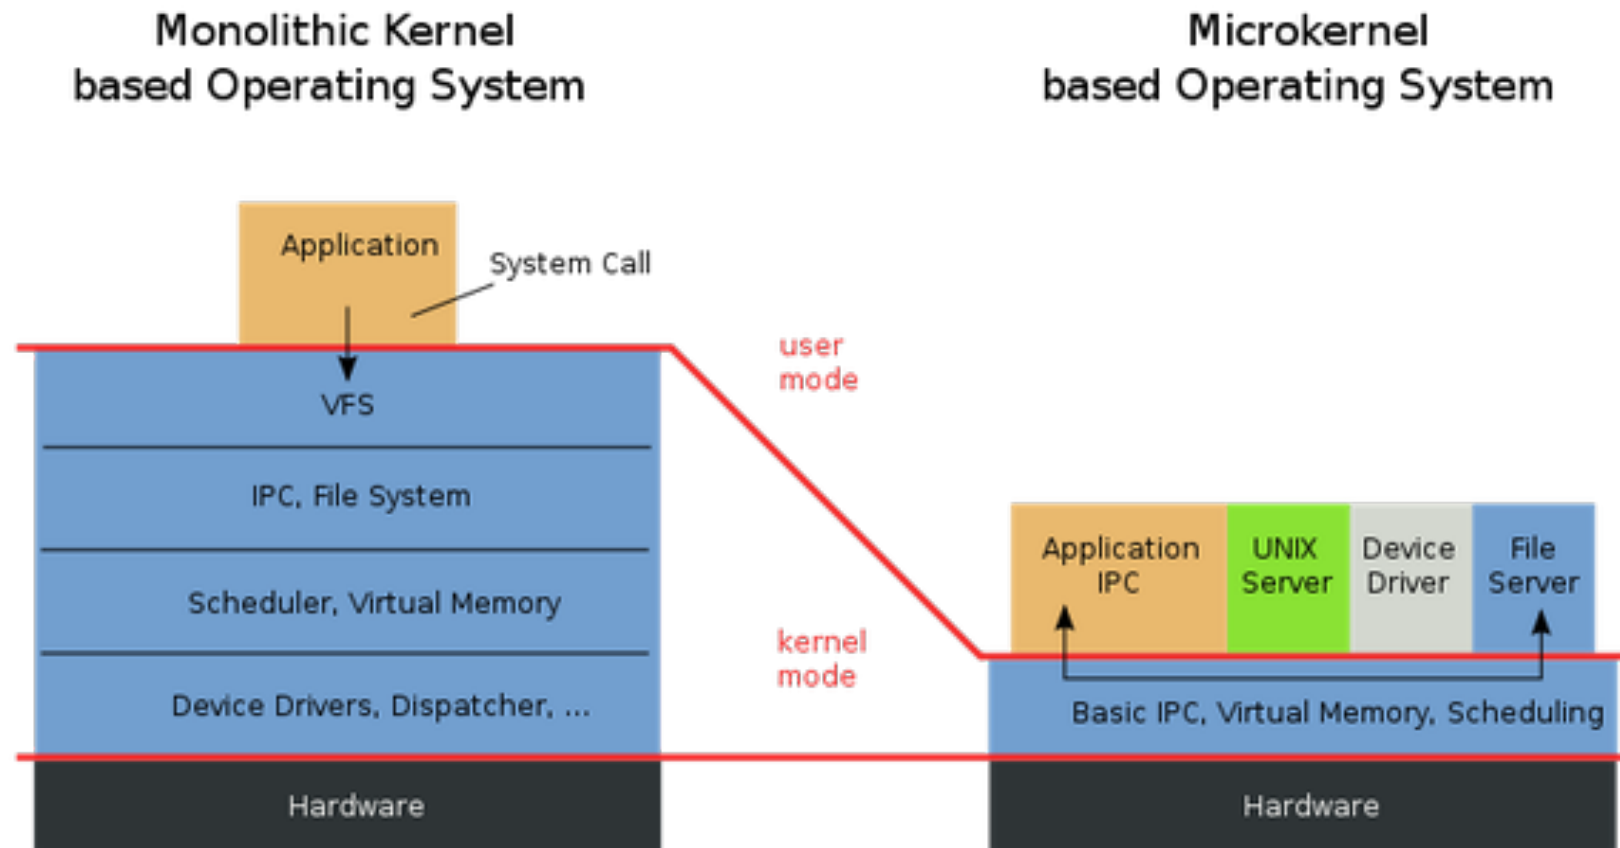 Monolithic Kernel
based Operating System
Application
System Call
VFS
IPC, File System
Scheduler, Virtual Memory
Device Drivers, Dispatcher, ...
Hardware
user
mode
kernel
mode
Microkernel
based Operating System
Application
IPC
UNIX
Server
Device
Driver
File
Server
Basic IPC, Virtual Memory, Scheduling
Hardware